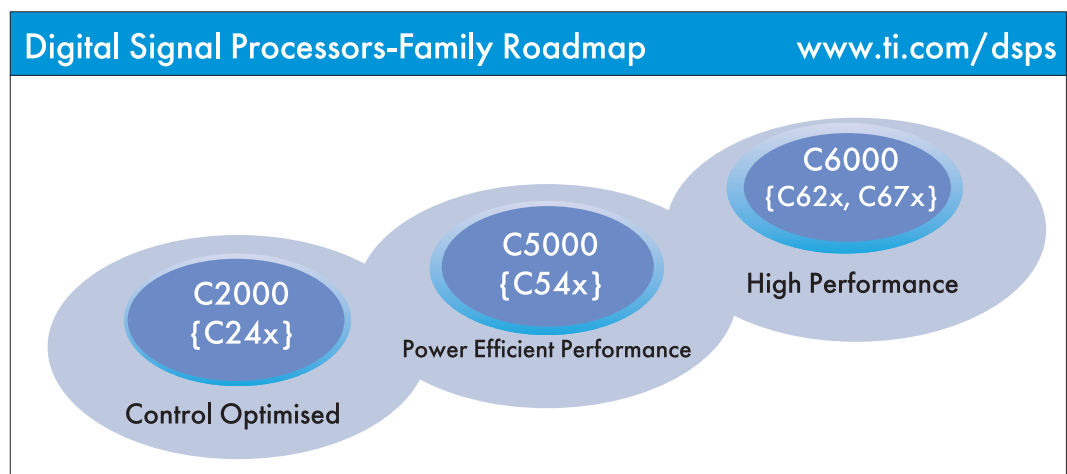 Digital Signal Processors-Family Roadmap www.ti.com/dsps
C6000
{C62x, C67x}
High Performance
C5000
{C54x}
Power Efficient Performance
C2000
{C24x}
Control Optimised